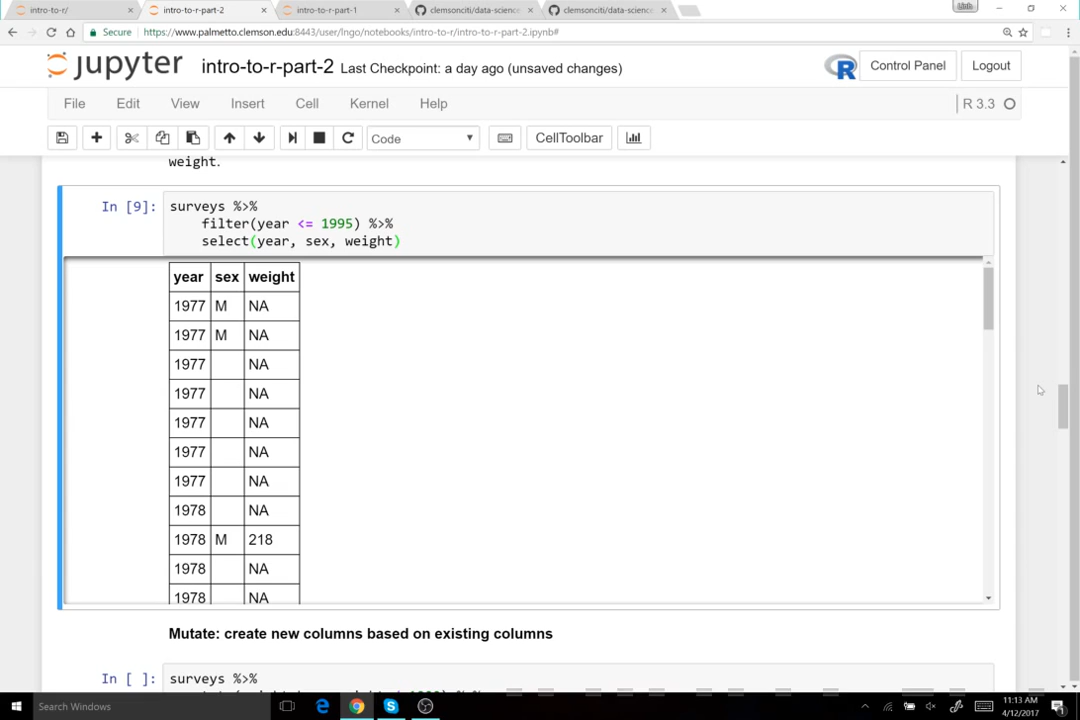 intro-to-r/
intro-to-r-part-2
intro-to-r-part-1
clemsonciti/data-science
clemsonciti/data-science
Linh
Secure
https://www.palmetto.clemson.edu:8443/user/lngo/notebooks/intro-to-r/intro-to-r-part-2.ipynb#
jupyter intro-to-r-part-2 Last Checkpoint: a day ago (unsaved changes)
R Control Panel Logout
File Edit View Insert Cell Kernel Help R 3.3
Code CellToolbar
weight.
In [9]: surveys %>%
filter(year <= 1995) %>%
select(year, sex, weight)
year sex weight
1977 M NA
1977 M NA
1977 NA
1977 NA
1977 NA
1977 NA
1977 NA
1978 NA
1978 M 218
1978 NA
1978 NA
Mutate: create new columns based on existing columns
In [ ]: surveys %>%
Search Windows
11:13 AM
4/12/2017